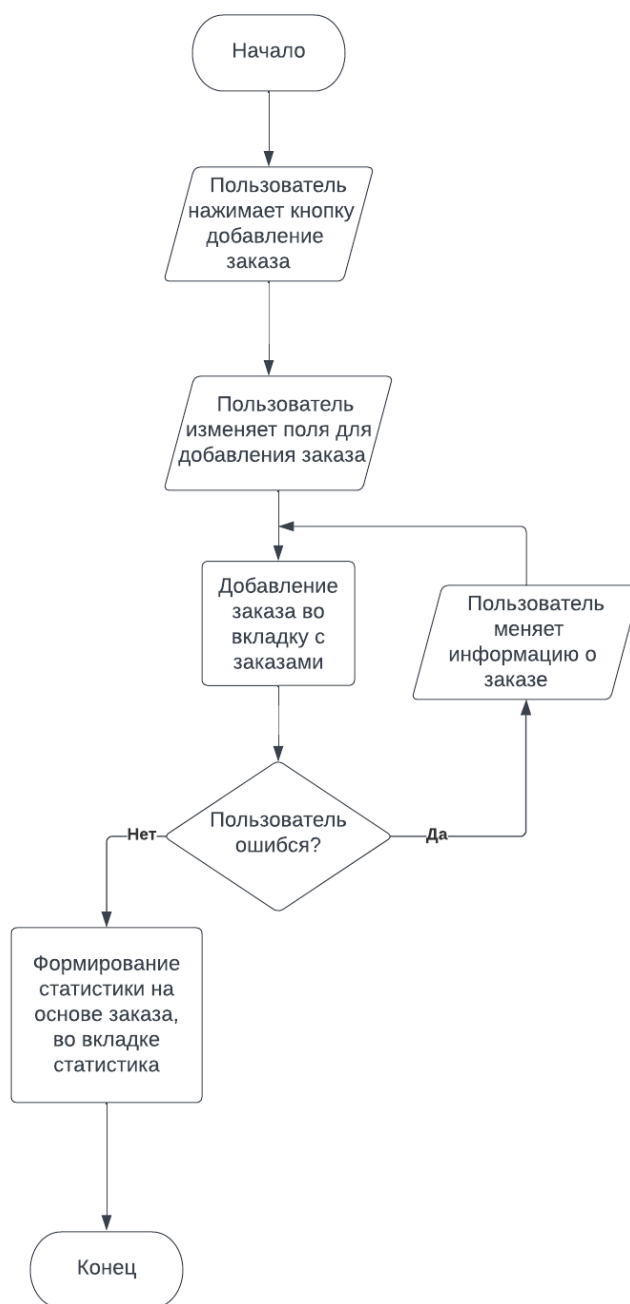 Начало
Пользователь
нажимает кнопку
добавление
заказа
Пользователь
изменяет поля для
добавления заказа
Добавление
заказа во
вкладку с
заказами
Пользователь
меняет
информацию о
заказе
Пользователь
ошибся?
Нет
Да
Формирование
статистики на
основе заказа,
во вкладке
статистика
Конец